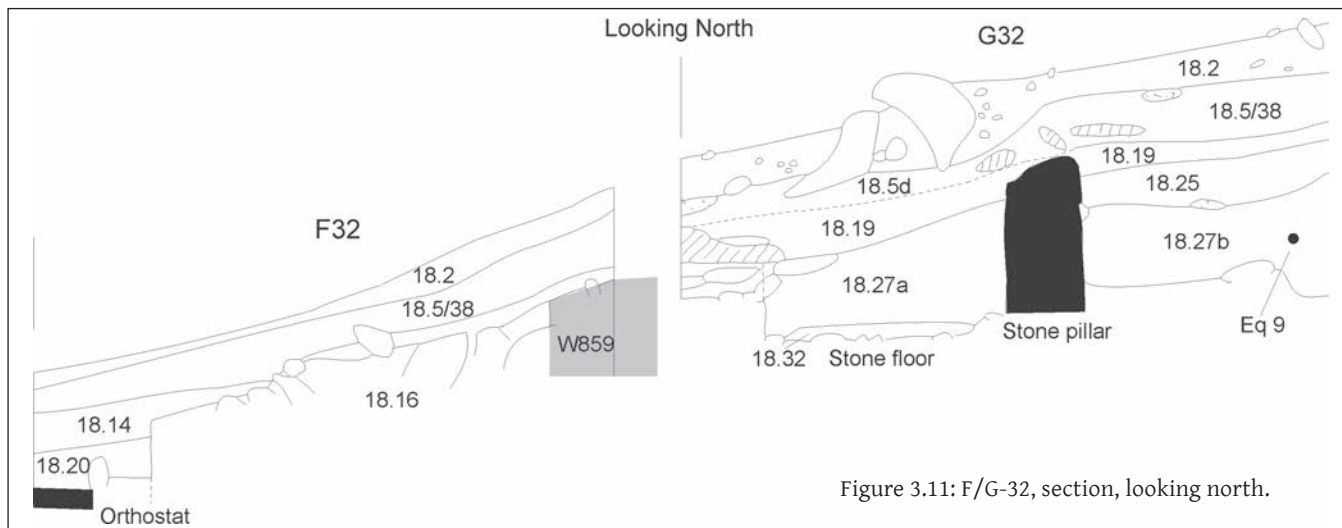 Looking North
F32
18.2
18.5/38
W859
18.16
18.14
18.20
Orthostat
G32
18.2
18.5/38
18.19
18.25
18.5d
18.19
18.27b
18.27a
Eq 9
Stone pillar
18.32
Stone floor
Figure 3.11: F/G-32, section, looking north.